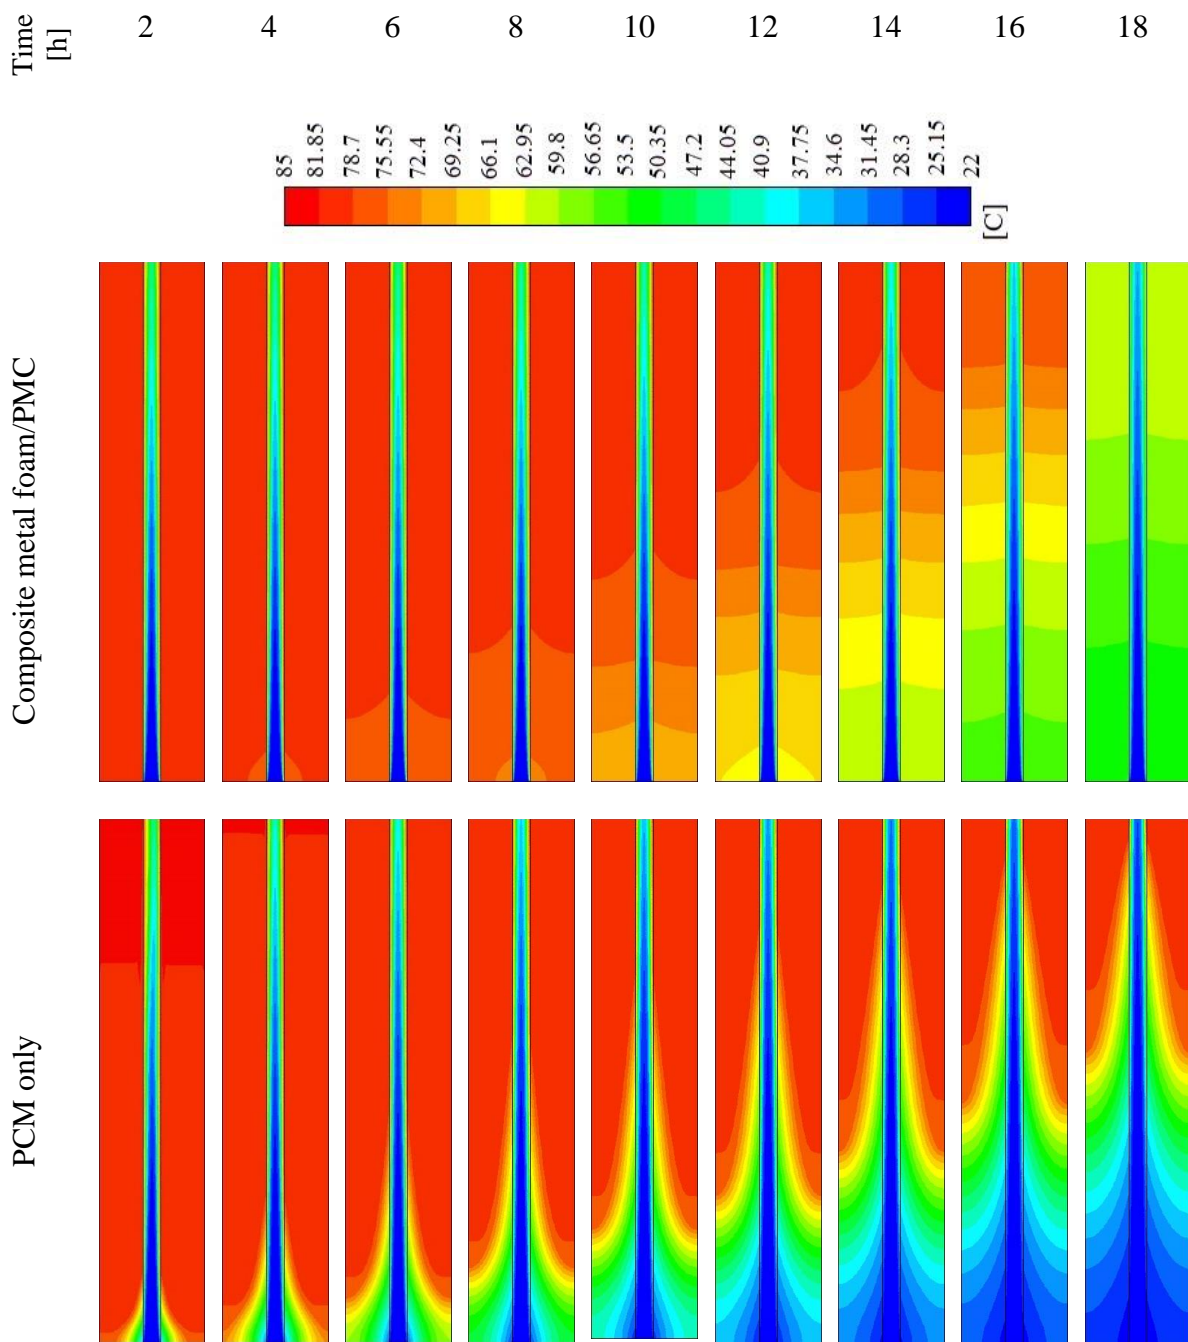 Time
[h]
2 4 6 8 10 12 14 16 18
85 81.85 78.7 75.55 72.4 69.25 66.1 62.95 59.8 56.65 53.5 50.35 47.2 44.05 40.9 37.75 34.6 31.45 28.3 25.15 22
[C]
Composite metal foam/PMC
PCM only